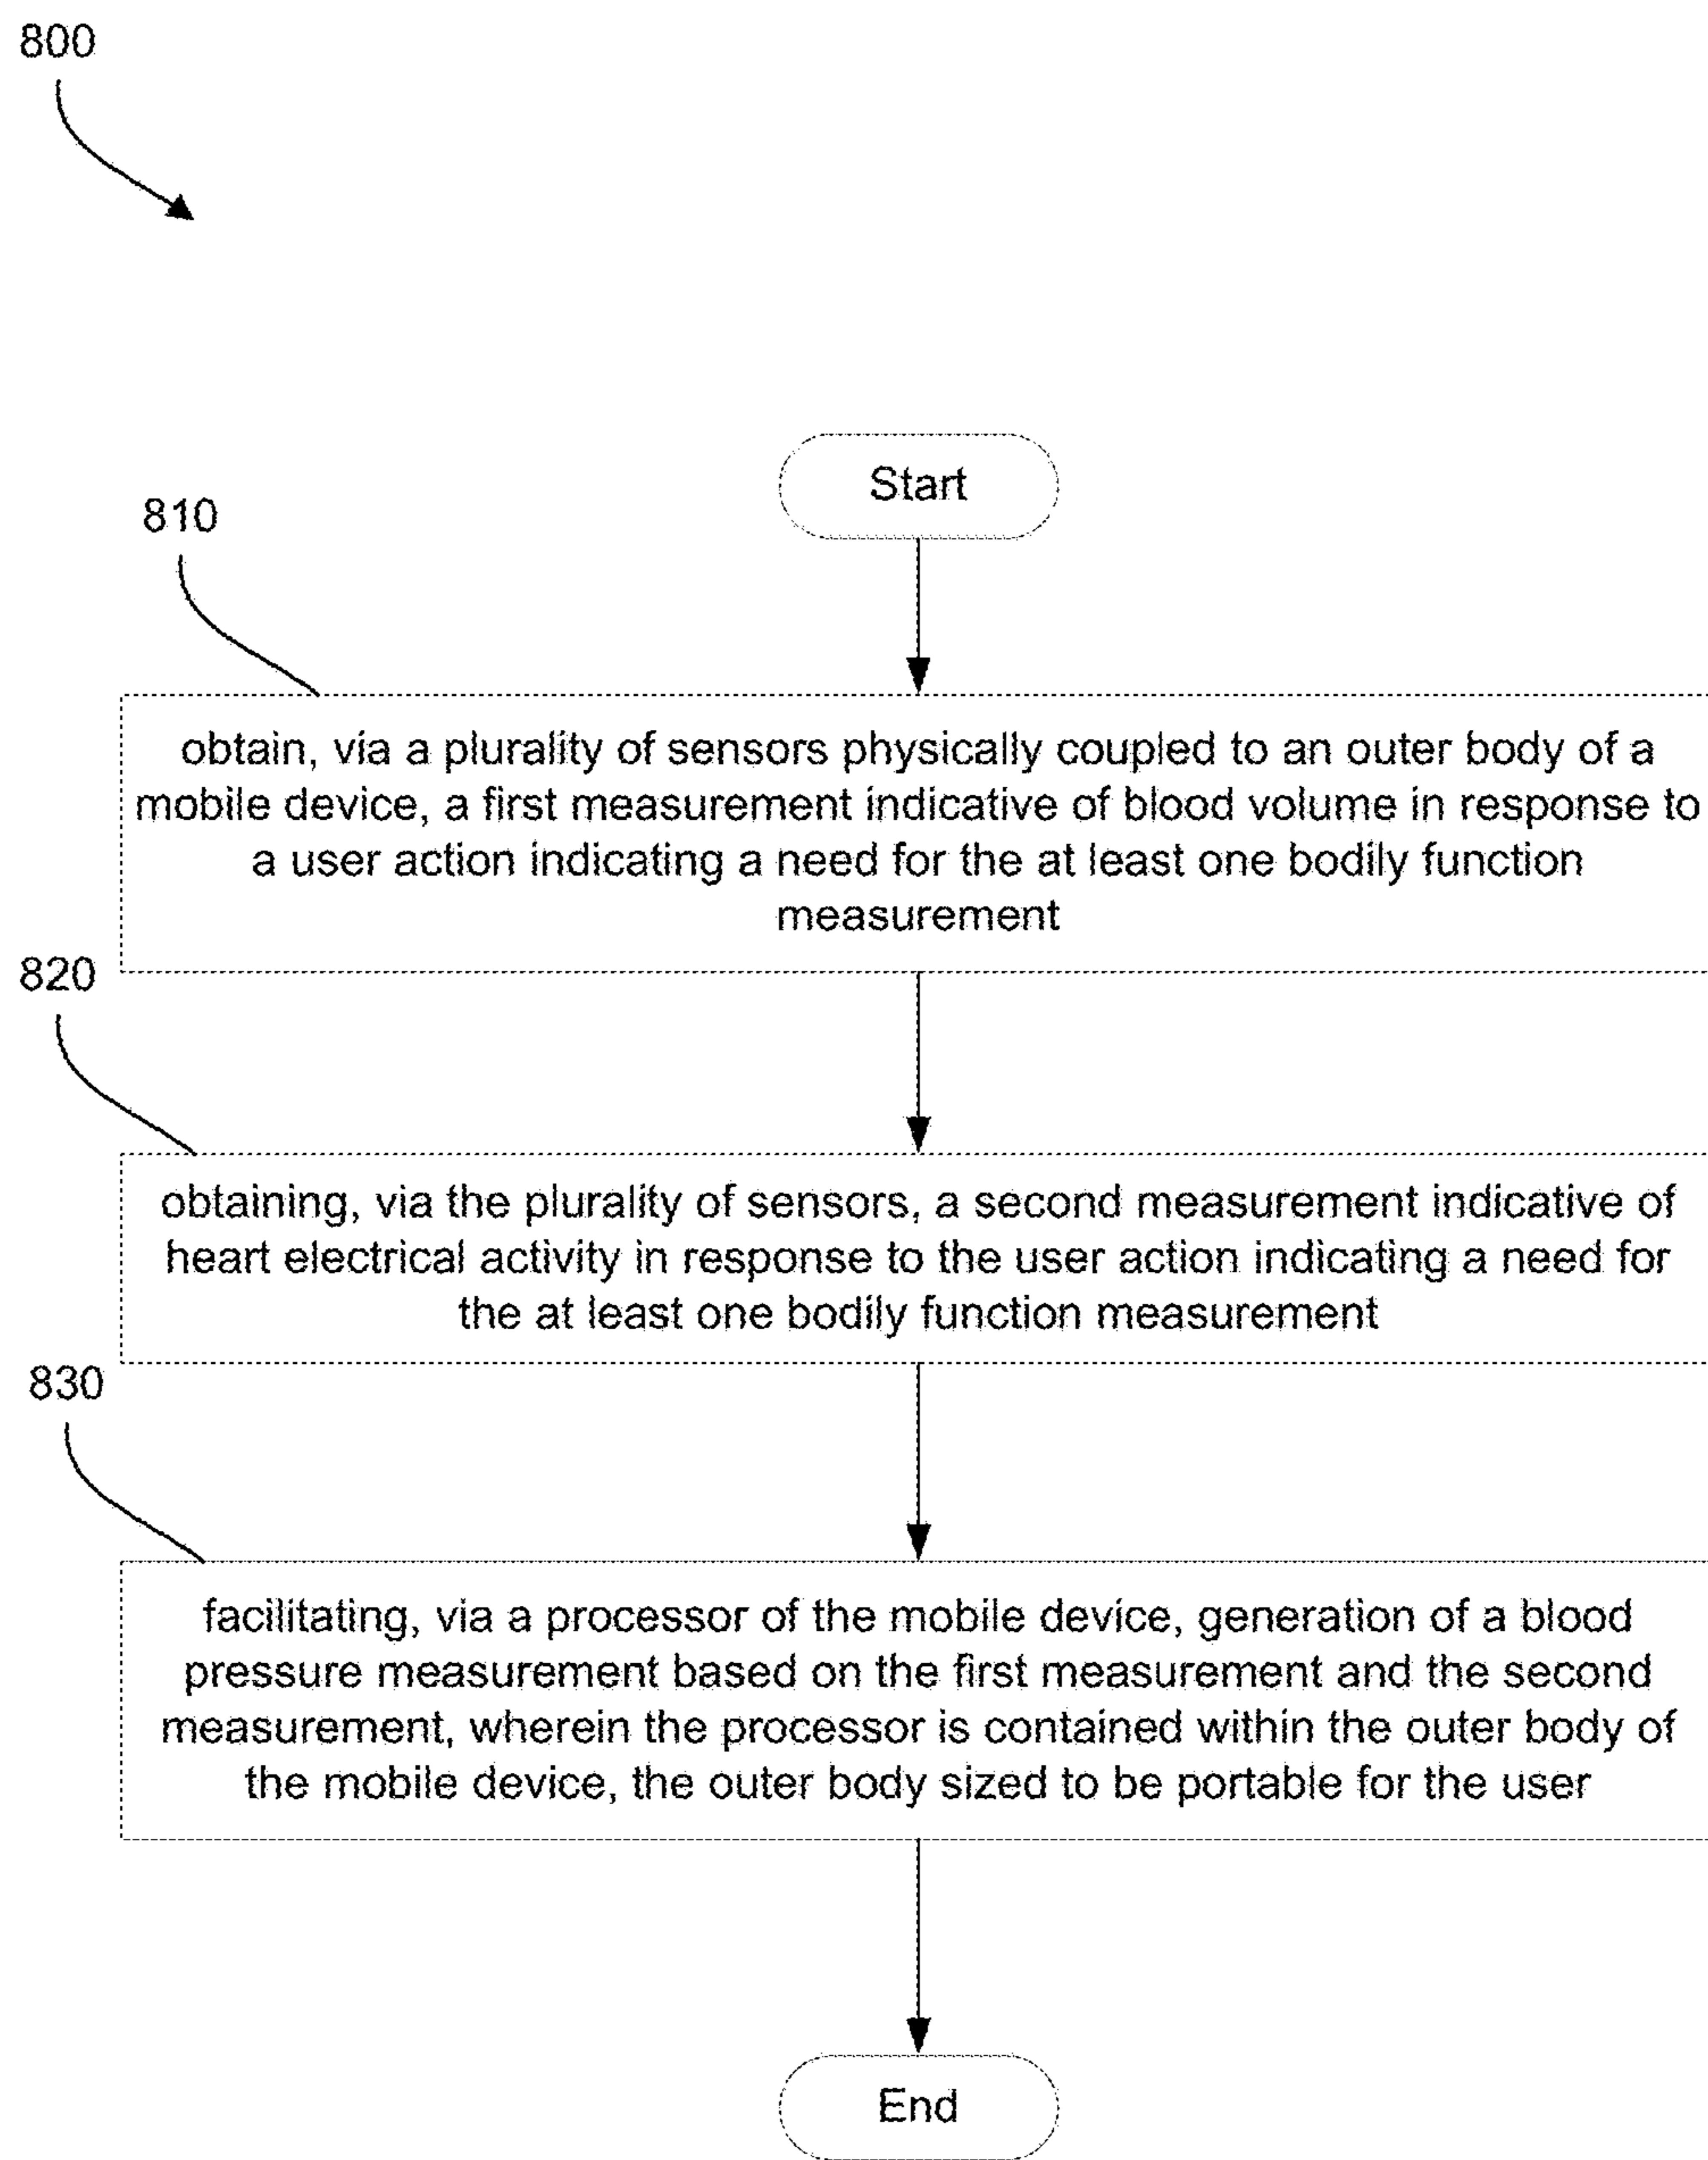 800
Start
810
obtain, via a plurality of sensors physically coupled to an outer body of a
mobile device, a first measurement indicative of blood volume in response to
a user action indicating a need for the at least one bodily function
measurement
820
obtaining, via the plurality of sensors, a second measurement indicative of
heart electrical activity in response to the user action indicating a need for
the at least one bodily function measurement
830
facilitating, via a processor of the mobile device, generation of a blood
pressure measurement based on the first measurement and the second
measurement, wherein the processor is contained within the outer body of
the mobile device, the outer body sized to be portable for the user
End